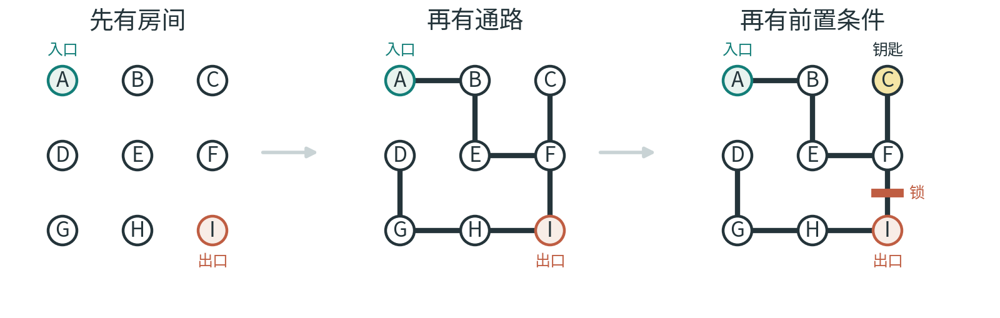 先有房间
入口
A B C
D E F
G H I
出口
再有通路
入口
A B C
D E F
G H I
出口
再有前置条件
入口 钥匙
A B C
D E F
锁
G H I
出口